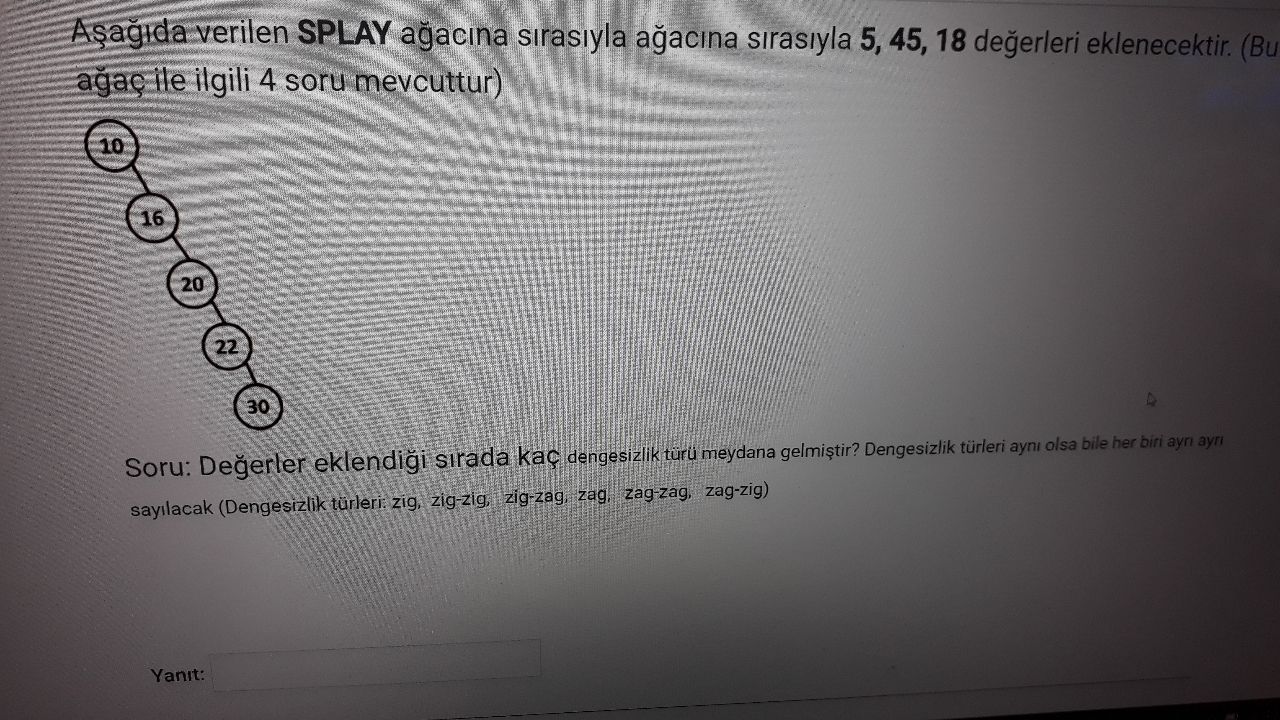 Aşağıda verilen SPLAY ağacına sırasıyla ağacına sırasıyla 5, 45, 18 değerleri eklenecektir. (Bu
ağaç ile ilgili 4 soru mevcuttur)
10
16
20
22
30
Soru: Değerler eklendiği sırada kaç dengesizlik türü meydana gelmiştir? Dengesizlik türleri aynı olsa bile her biri ayrı ayrı
sayılacak (Dengesizlik türleri: zig, zig-zig, zig-zag, zag, zag-zag, zag-zig)
Yanıt: